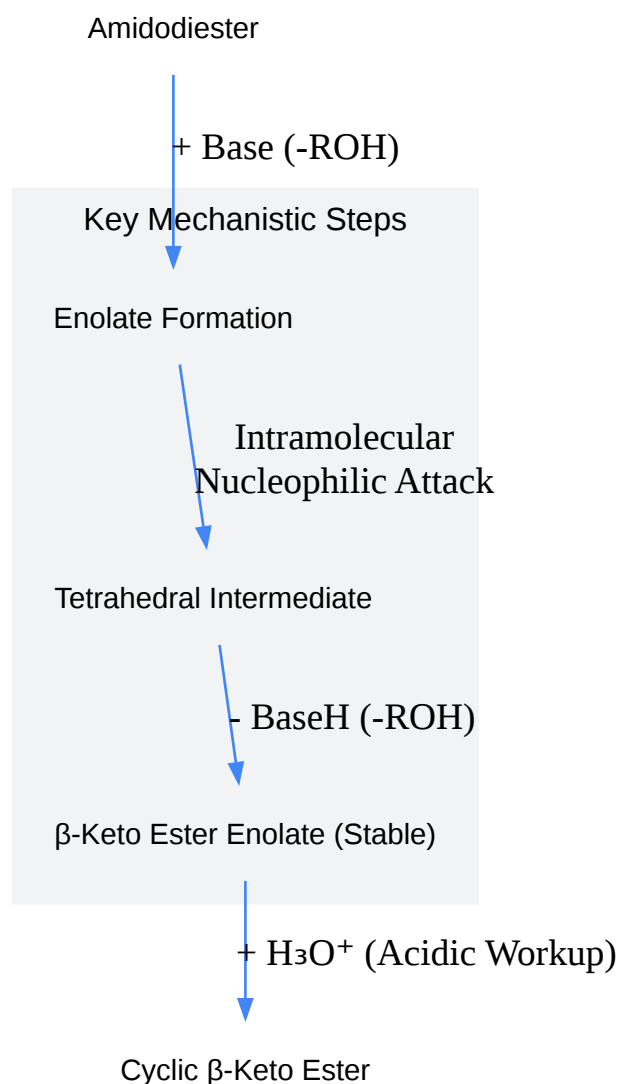 Amidodiester
+ Base (-ROH)
Key Mechanistic Steps
Enolate Formation
Intramolecular
Nucleophilic Attack
Tetrahedral Intermediate
- BaseH (-ROH)
β-Keto Ester Enolate (Stable)
+ H₃O⁺ (Acidic Workup)
Cyclic β-Keto Ester